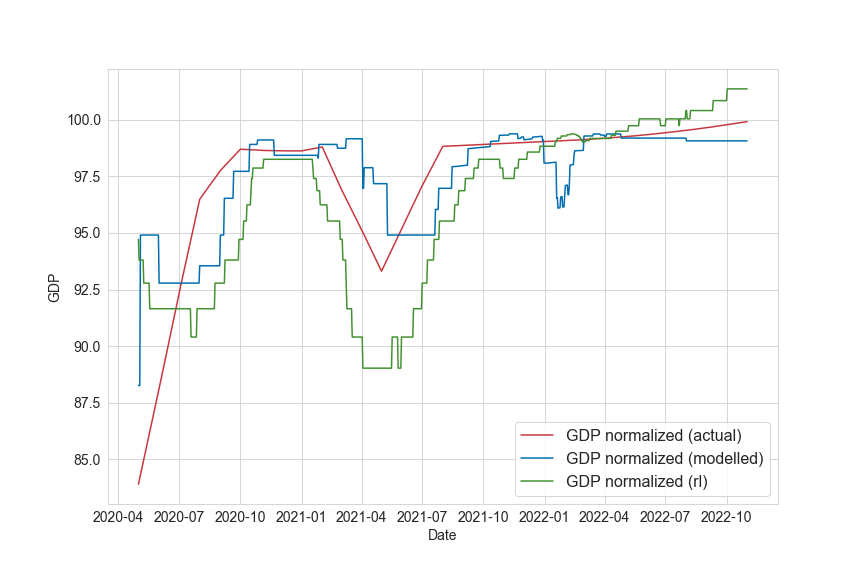 100.0
97.5
95.0
92.5
90.0
87.5
85.0
GDP
GDP normalized (actual)
GDP normalized (modelled)
GDP normalized (rl)
2020-04 2020-07 2020-10 2021-01 2021-04 2021-07 2021-10 2022-01 2022-04 2022-07 2022-10
Date